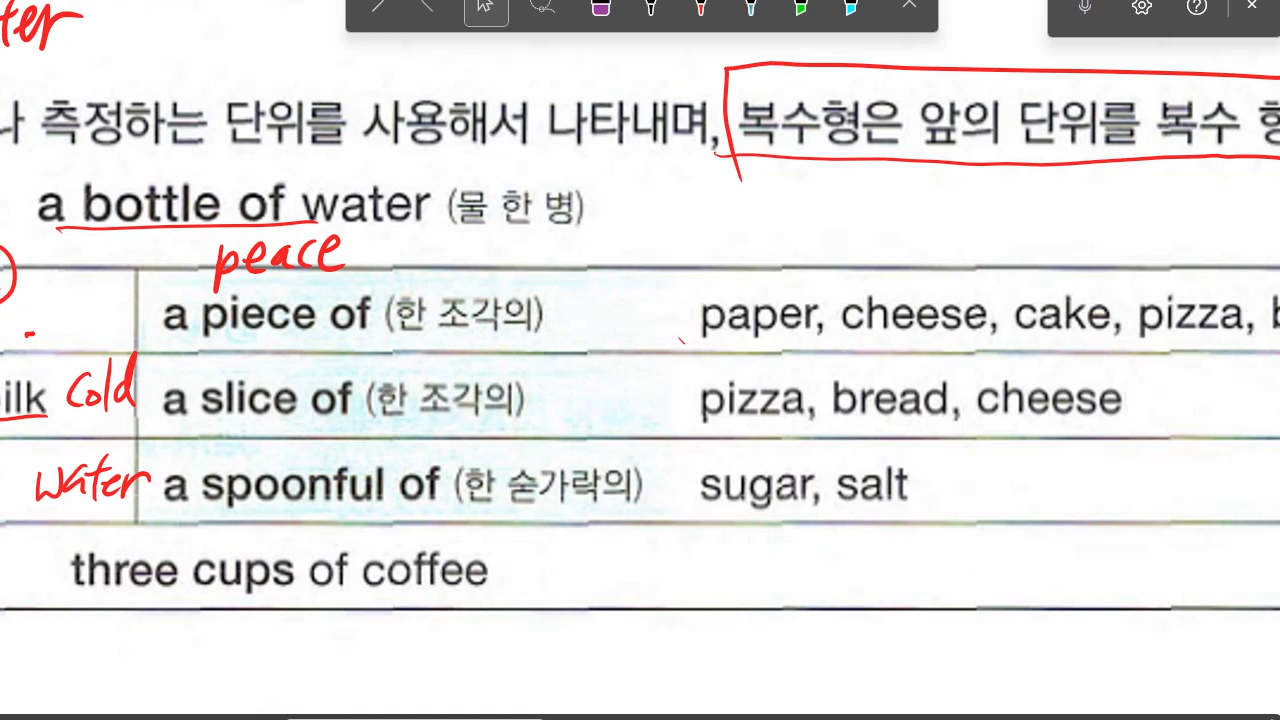 ter
나 측정하는 단위를 사용해서 나타내며, 복수형은 앞의 단위를 복수 형
a bottle of water (물 한 병)
peace
a piece of (한 조각의) paper, cheese, cake, pizza, b
ilk cold a slice of (한 조각의) pizza, bread, cheese
water a spoonful of (한 숟가락의) sugar, salt
three cups of coffee